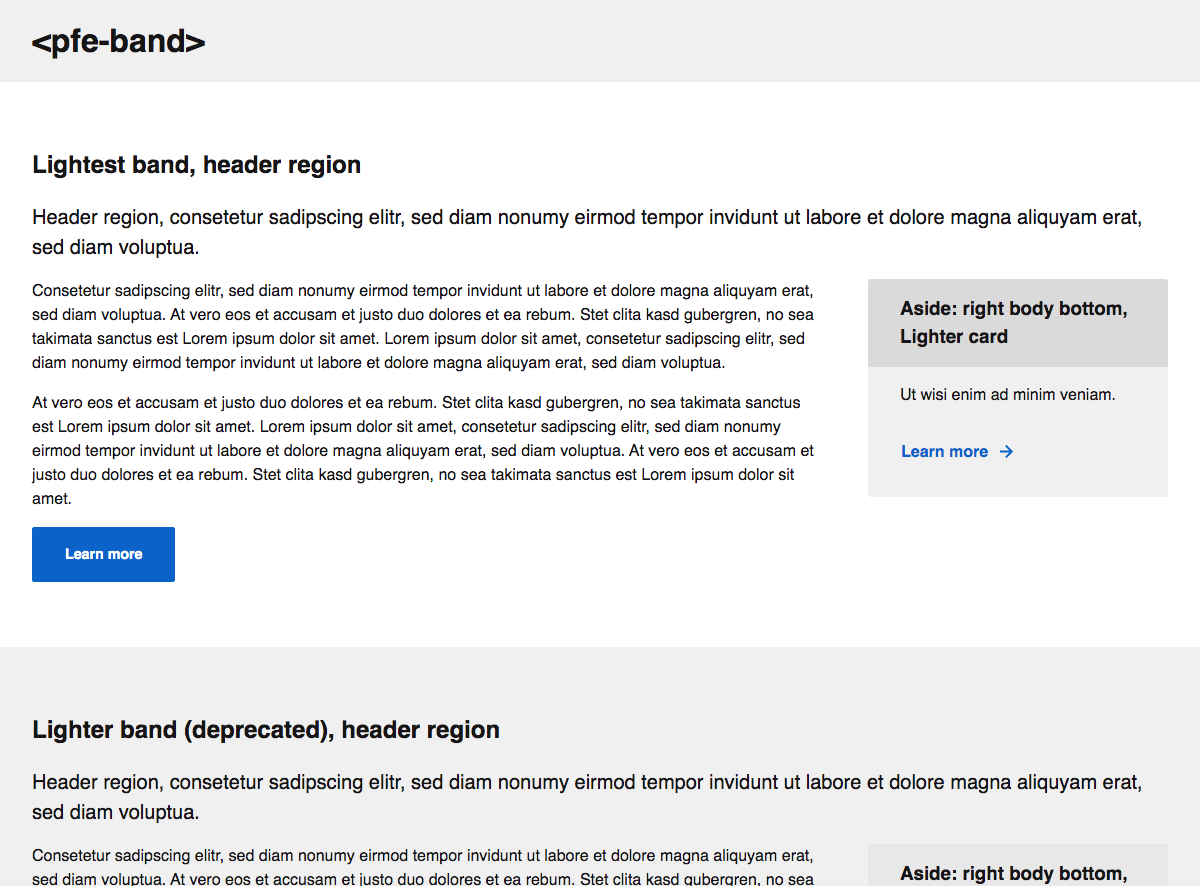 <pfe-band>
Lightest band, header region
Header region, consetetur sadipscing elitr, sed diam nonumy eirmod tempor invidunt ut labore et dolore magna aliquyam erat,
sed diam voluptua.
Consetetur sadipscing elitr, sed diam nonumy eirmod tempor invidunt ut labore et dolore magna aliquyam erat,
sed diam voluptua. At vero eos et accusam et justo duo dolores et ea rebum. Stet clita kasd gubergren, no sea
takimata sanctus est Lorem ipsum dolor sit amet. Lorem ipsum dolor sit amet, consetetur sadipscing elitr, sed
diam nonumy eirmod tempor invidunt ut labore et dolore magna aliquyam erat, sed diam voluptua.
At vero eos et accusam et justo duo dolores et ea rebum. Stet clita kasd gubergren, no sea takimata sanctus
est Lorem ipsum dolor sit amet. Lorem ipsum dolor sit amet, consetetur sadipscing elitr, sed diam nonumy
eirmod tempor invidunt ut labore et dolore magna aliquyam erat, sed diam voluptua. At vero eos et accusam et
justo duo dolores et ea rebum. Stet clita kasd gubergren, no sea takimata sanctus est Lorem ipsum dolor sit
amet.
Learn more
Aside: right body bottom,
Lighter card
Ut wisi enim ad minim veniam.
Learn more →
Lighter band (deprecated), header region
Header region, consetetur sadipscing elitr, sed diam nonumy eirmod tempor invidunt ut labore et dolore magna aliquyam erat,
sed diam voluptua.
Consetetur sadipscing elitr, sed diam nonumy eirmod tempor invidunt ut labore et dolore magna aliquyam erat,
sed diam voluptua. At vero eos et accusam et justo duo dolores et ea rebum. Stet clita kasd gubergren, no sea
Aside: right body bottom,